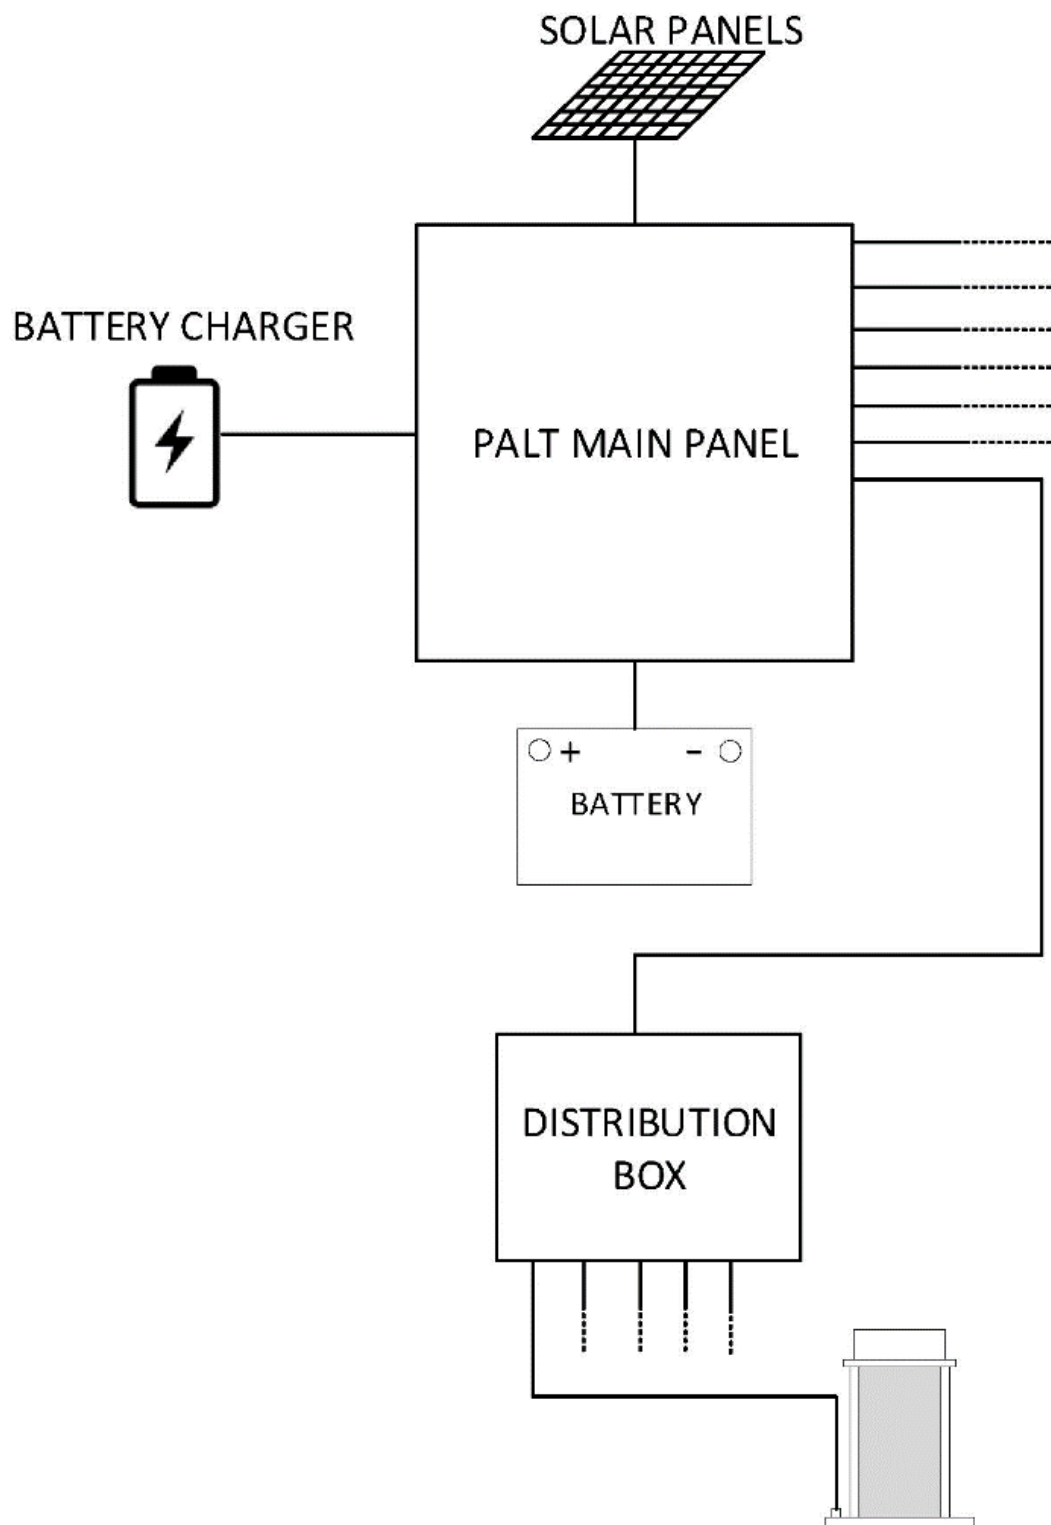 SOLAR PANELS
BATTERY CHARGER
PALT MAIN PANEL
+ -
BATTERY
DISTRIBUTION
BOX